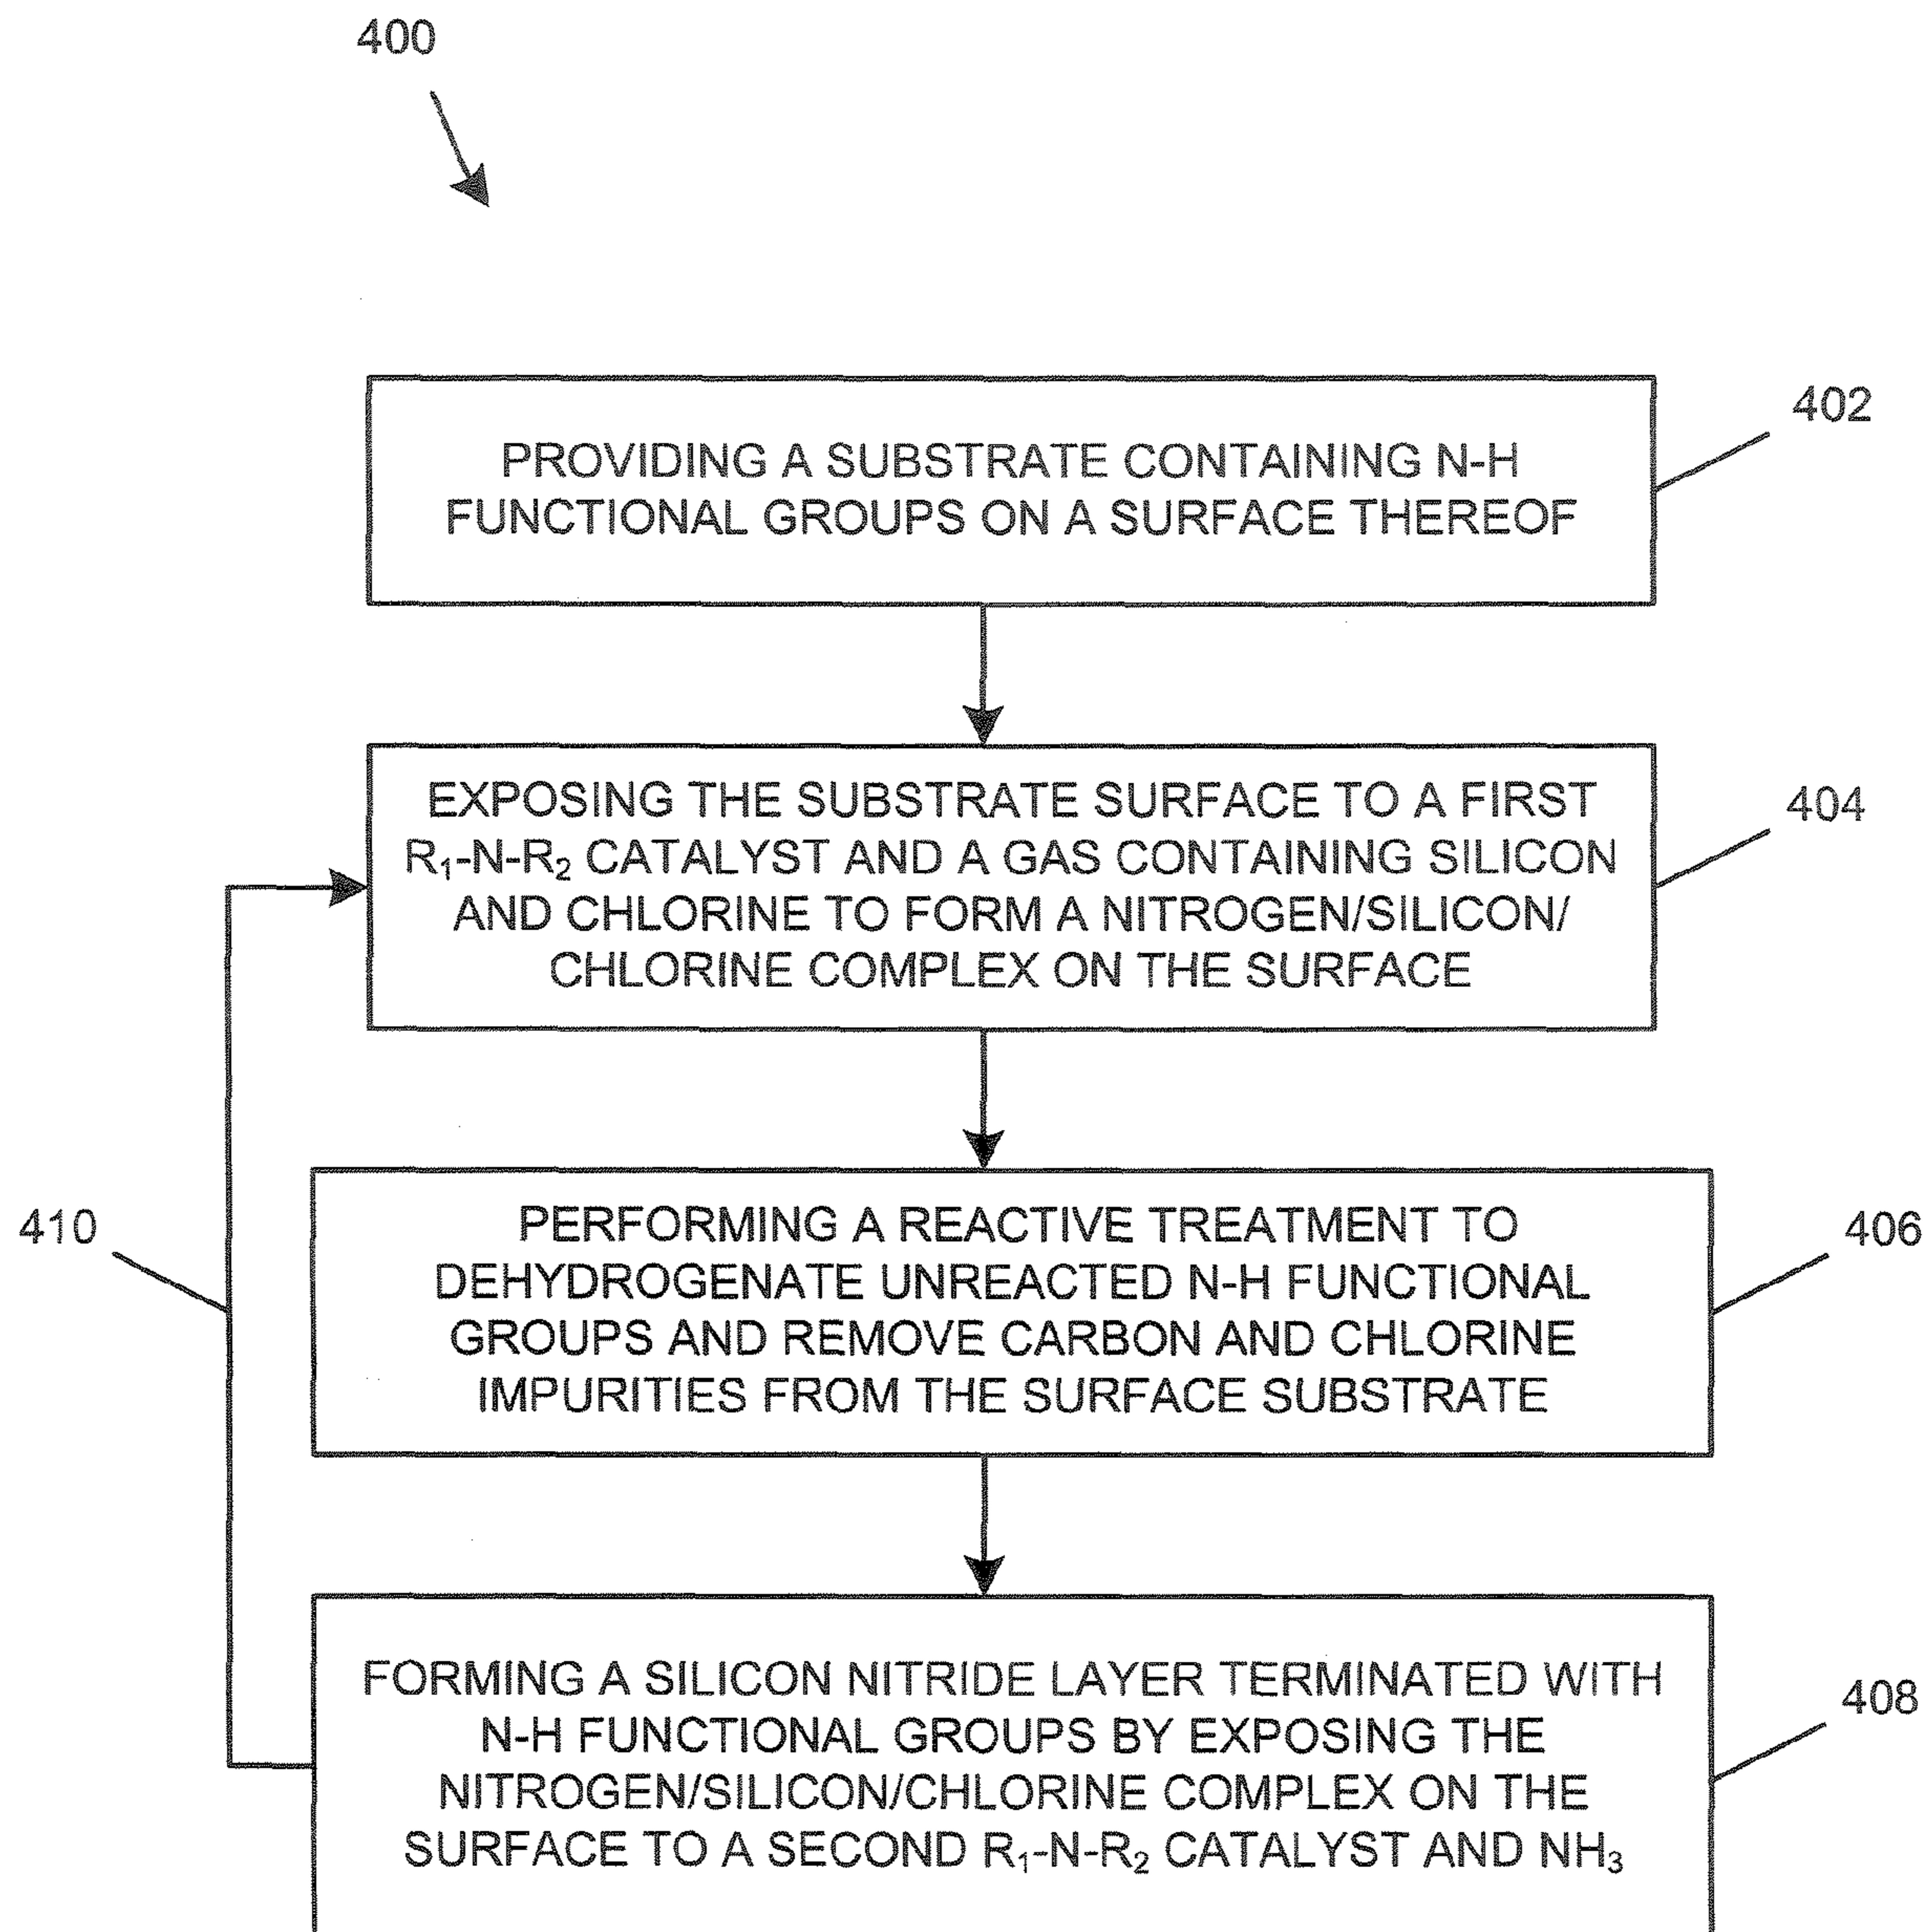 400
PROVIDING A SUBSTRATE CONTAINING N-H
FUNCTIONAL GROUPS ON A SURFACE THEREOF
402
EXPOSING THE SUBSTRATE SURFACE TO A FIRST
R₁-N-R₂ CATALYST AND A GAS CONTAINING SILICON
AND CHLORINE TO FORM A NITROGEN/SILICON/
CHLORINE COMPLEX ON THE SURFACE
404
410
PERFORMING A REACTIVE TREATMENT TO
DEHYDROGENATE UNREACTED N-H FUNCTIONAL
GROUPS AND REMOVE CARBON AND CHLORINE
IMPURITIES FROM THE SURFACE SUBSTRATE
406
FORMING A SILICON NITRIDE LAYER TERMINATED WITH
N-H FUNCTIONAL GROUPS BY EXPOSING THE
NITROGEN/SILICON/CHLORINE COMPLEX ON THE
SURFACE TO A SECOND R₁-N-R₂ CATALYST AND NH₃
408